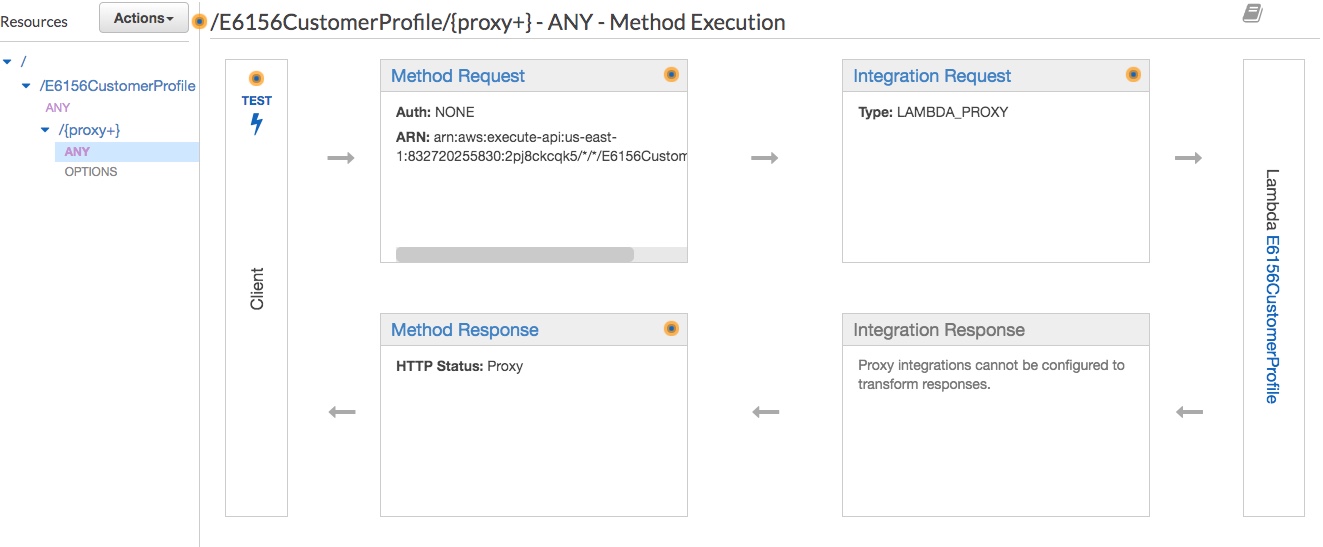 Resources
Actions
/E6156CustomerProfile/{proxy+} - ANY - Method Execution
/
/E6156CustomerProfile
ANY
/{proxy+}
ANY
OPTIONS
TEST
Client
Method Request
Auth: NONE
ARN: arn:aws:execute-api:us-east-
1:832720255830:2pj8ckcqk5/*/*/E6156Custom
Integration Request
Type: LAMBDA_PROXY
Lambda E6156CustomerProfile
Method Response
HTTP Status: Proxy
Integration Response
Proxy integrations cannot be configured to
transform responses.